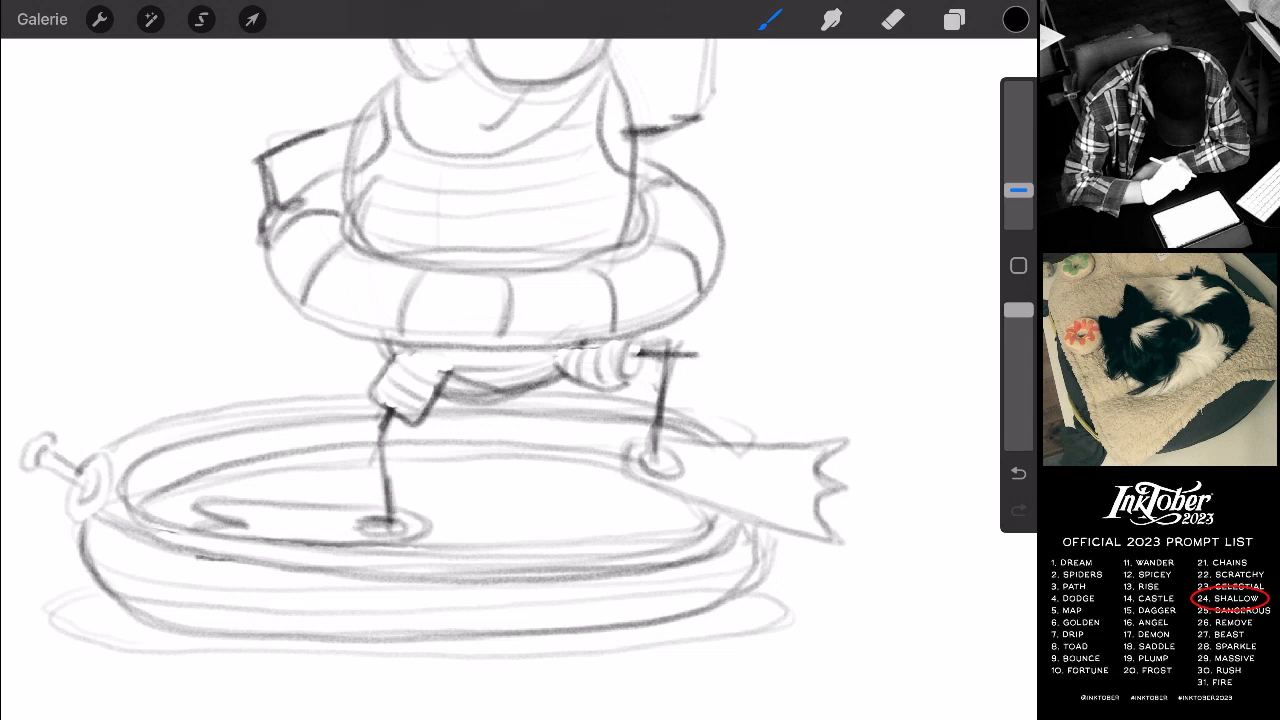 Galerie
INKTOBER
2023
OFFICIAL 2023 PROMPT LIST
1. DREAM
2. SPIDERS
3. PATH
4. DODGE
5. MAP
6. GOLDEN
7. DRIP
8. TOAD
9. BOUNCE
10. FORTUNE
11. WANDER
12. SPICEY
13. RISE
14. CASTLE
15. DAGGER
16. ANGEL
17. DEMON
18. SADDLE
19. PLUMP
20. FROST
21. CHAINS
22. SCRATCHY
23. CELESTIAL
24. SHALLOW
25. DANGEROUS
26. REMOVE
27. BEAST
28. SPARKLE
29. MASSIVE
30. RUSH
31. FIRE
@INKTOBER #INKTOBER #INKTOBER2023